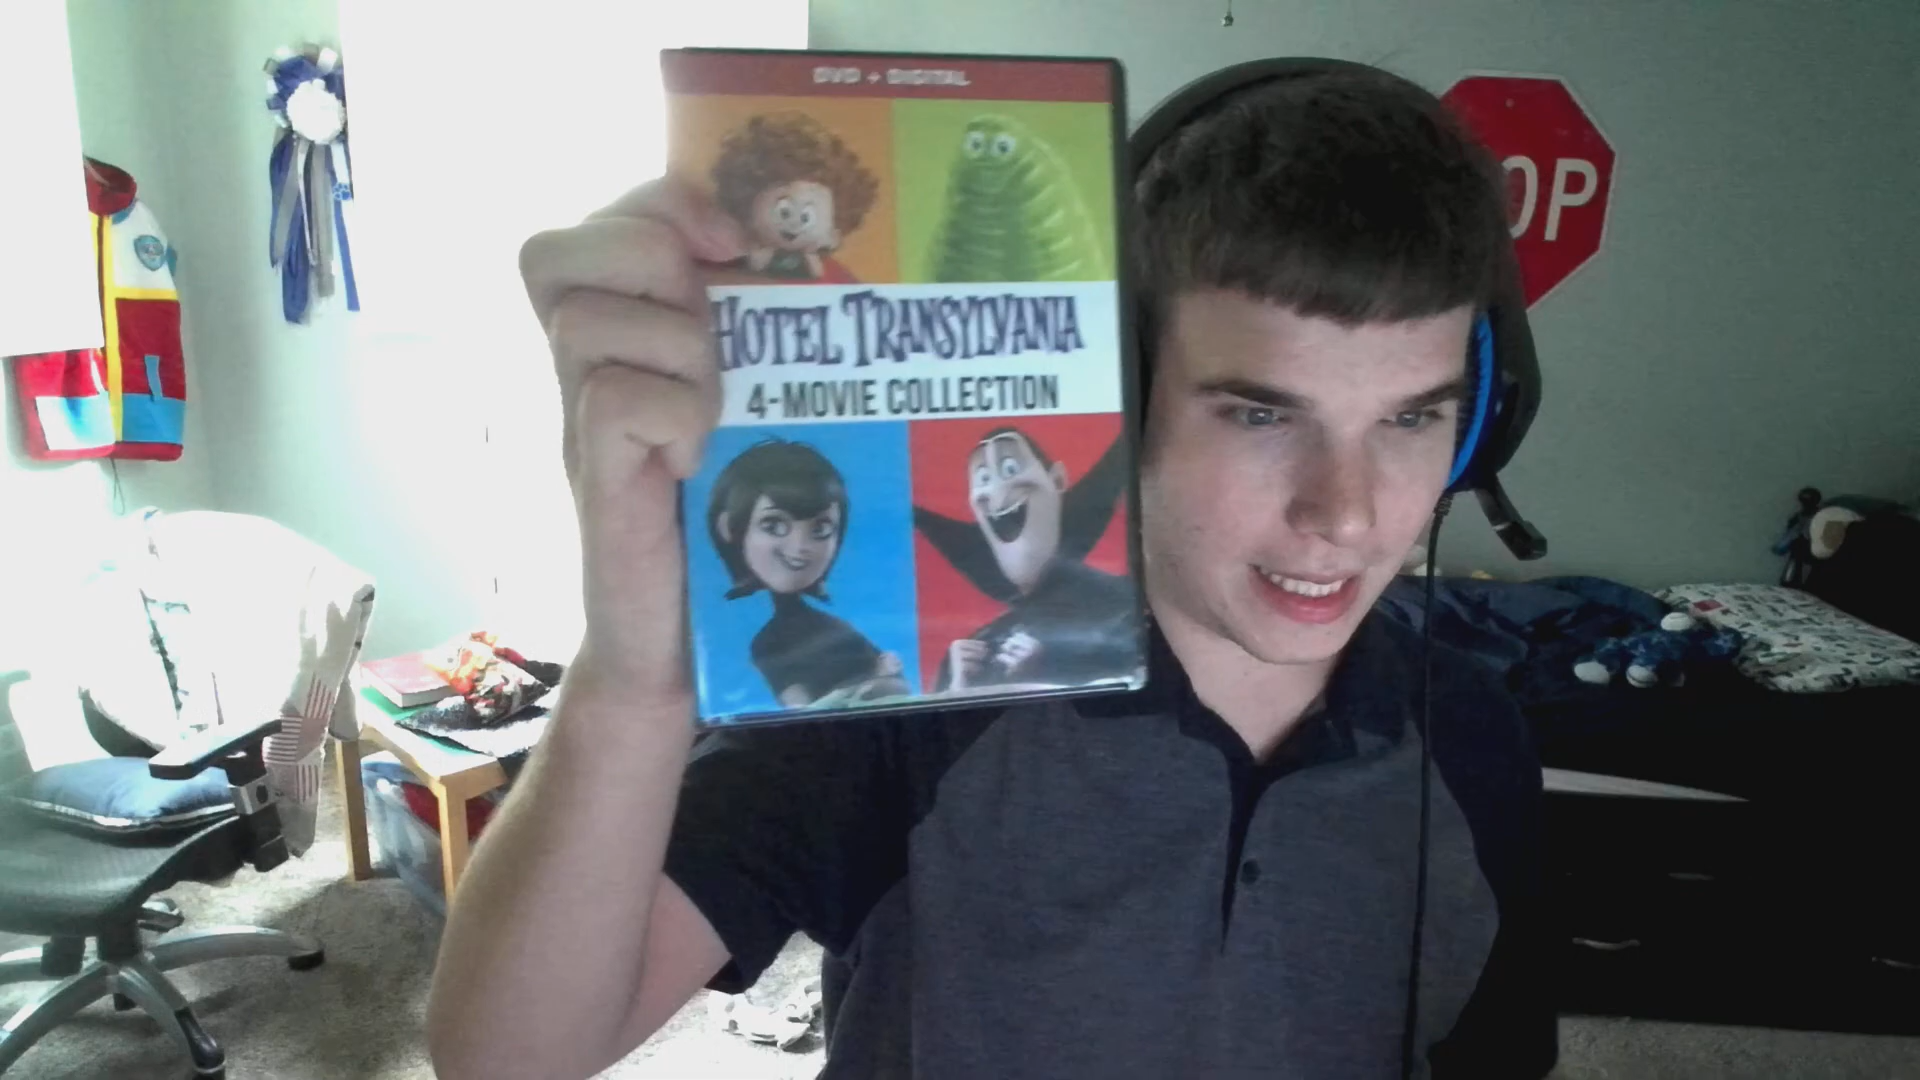 DVD + DIGITAL
HOTEL TRANSYLVANIA
4-MOVIE COLLECTION
OP